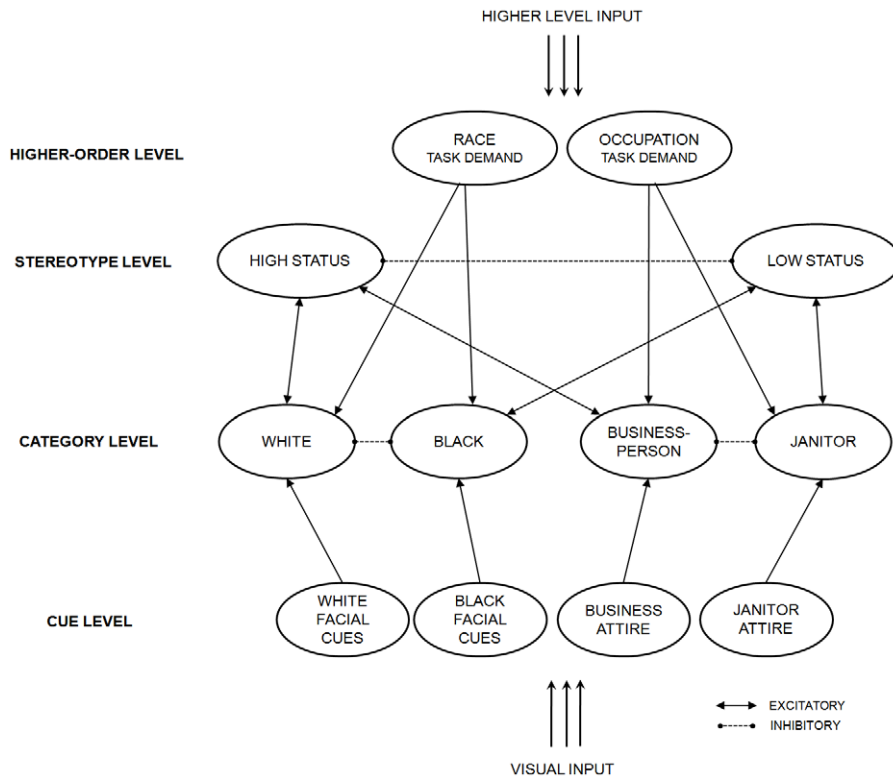 HIGHER LEVEL INPUT
HIGHER-ORDER LEVEL
RACE
TASK DEMAND
OCCUPATION
TASK DEMAND
STEREOTYPE LEVEL
HIGH STATUS
LOW STATUS
CATEGORY LEVEL
WHITE
BLACK
BUSINESS-
PERSON
JANITOR
CUE LEVEL
WHITE
FACIAL
CUES
BLACK
FACIAL
CUES
BUSINESS
ATTIRE
JANITOR
ATTIRE
EXCITATORY
INHIBITORY
VISUAL INPUT